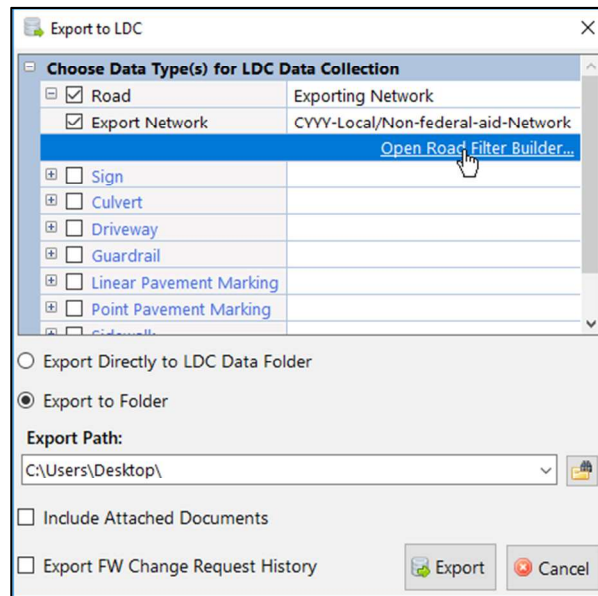 Export to LDC
Choose Data Type(s) for LDC Data Collection
Road Exporting Network
Export Network CYYY-Local/Non-federal-aid-Network
Open Road Filter Builder...
Sign
Culvert
Driveway
Guardrail
Linear Pavement Marking
Point Pavement Marking
Export Directly to LDC Data Folder
Export to Folder
Export Path:
C:\Users\Desktop\
Include Attached Documents
Export FW Change Request History Export Cancel